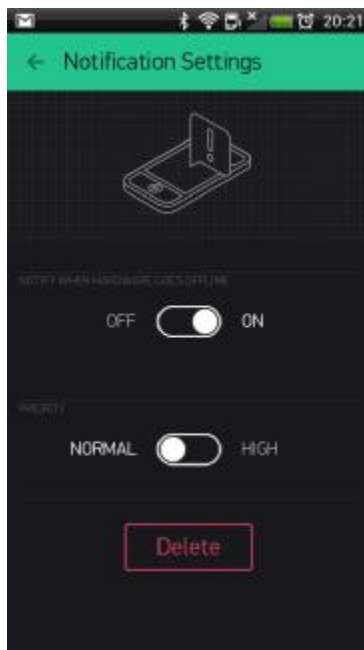 20:21
Notification Settings
NOTIFY WHEN HARDWARE GOES OFFLINE
OFF ON
PRIORITY
NORMAL HIGH
Delete